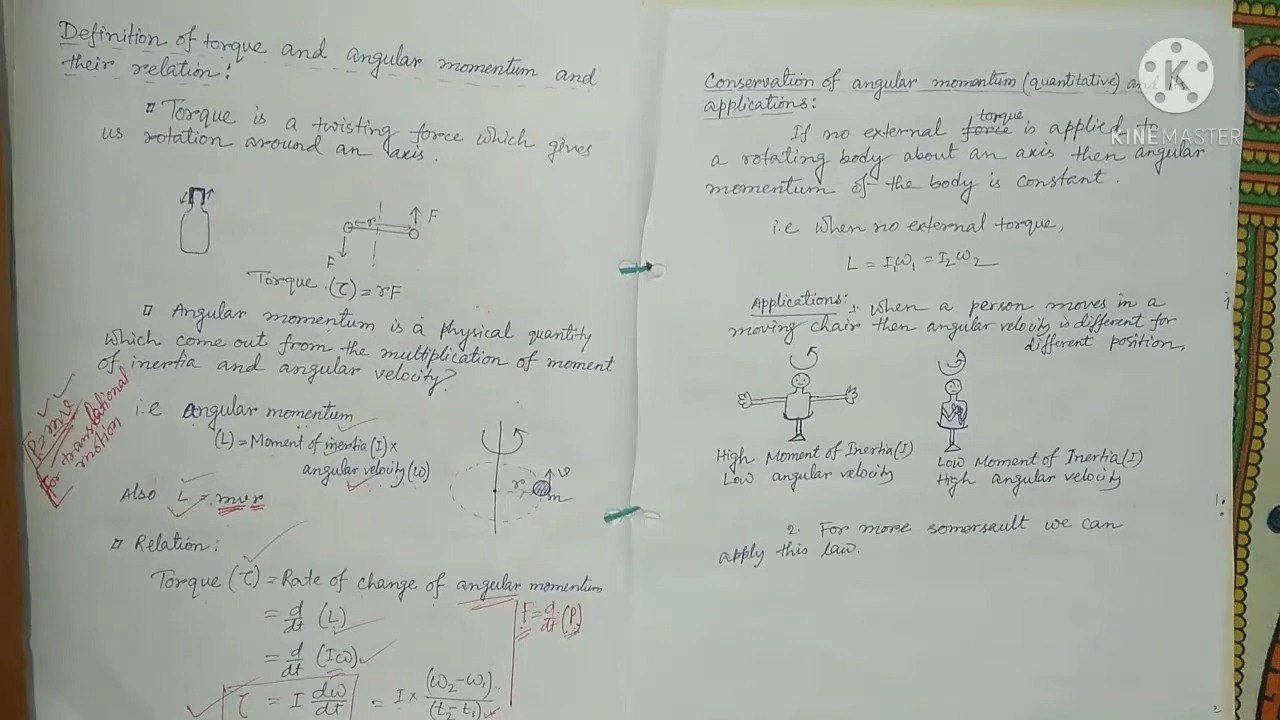 Definition of torque and angular momentum and
their relation:
Torque is a twisting force which gives
us rotation around an axis.
r
F
F
Torque (τ) = rF
Angular momentum is a physical quantity
which come out from the multiplication of moment
of inertia and angular velocity?
i.e angular momentum
(L) = Moment of inertia (I) ×
angular velocity (ω)
P = mv
for translational
motion
Also L = mvr
v
r
m
Relation:
Torque (τ) = Rate of change of angular momentum
= d/dt (L)
F = d/dt (P)
= d/dt (Iω)
τ = I dω/dt = I × (ω₂-ω₁)/(t₂-t₁)
Conservation of angular momentum (quantitative) and
applications:
torque
If no external force is applied to
a rotating body about an axis then angular
momentum of the body is constant.
i.e when no external torque,
L = I₁ω₁ = I₂ω₂
Applications: 1. When a person moves in a
moving chair then angular velocity is different for
different position.
High Moment of Inertia (I)
Low angular velocity
Low Moment of Inertia (I)
High angular velocity
2. For more somersault we can
apply this law.
KINEMASTER